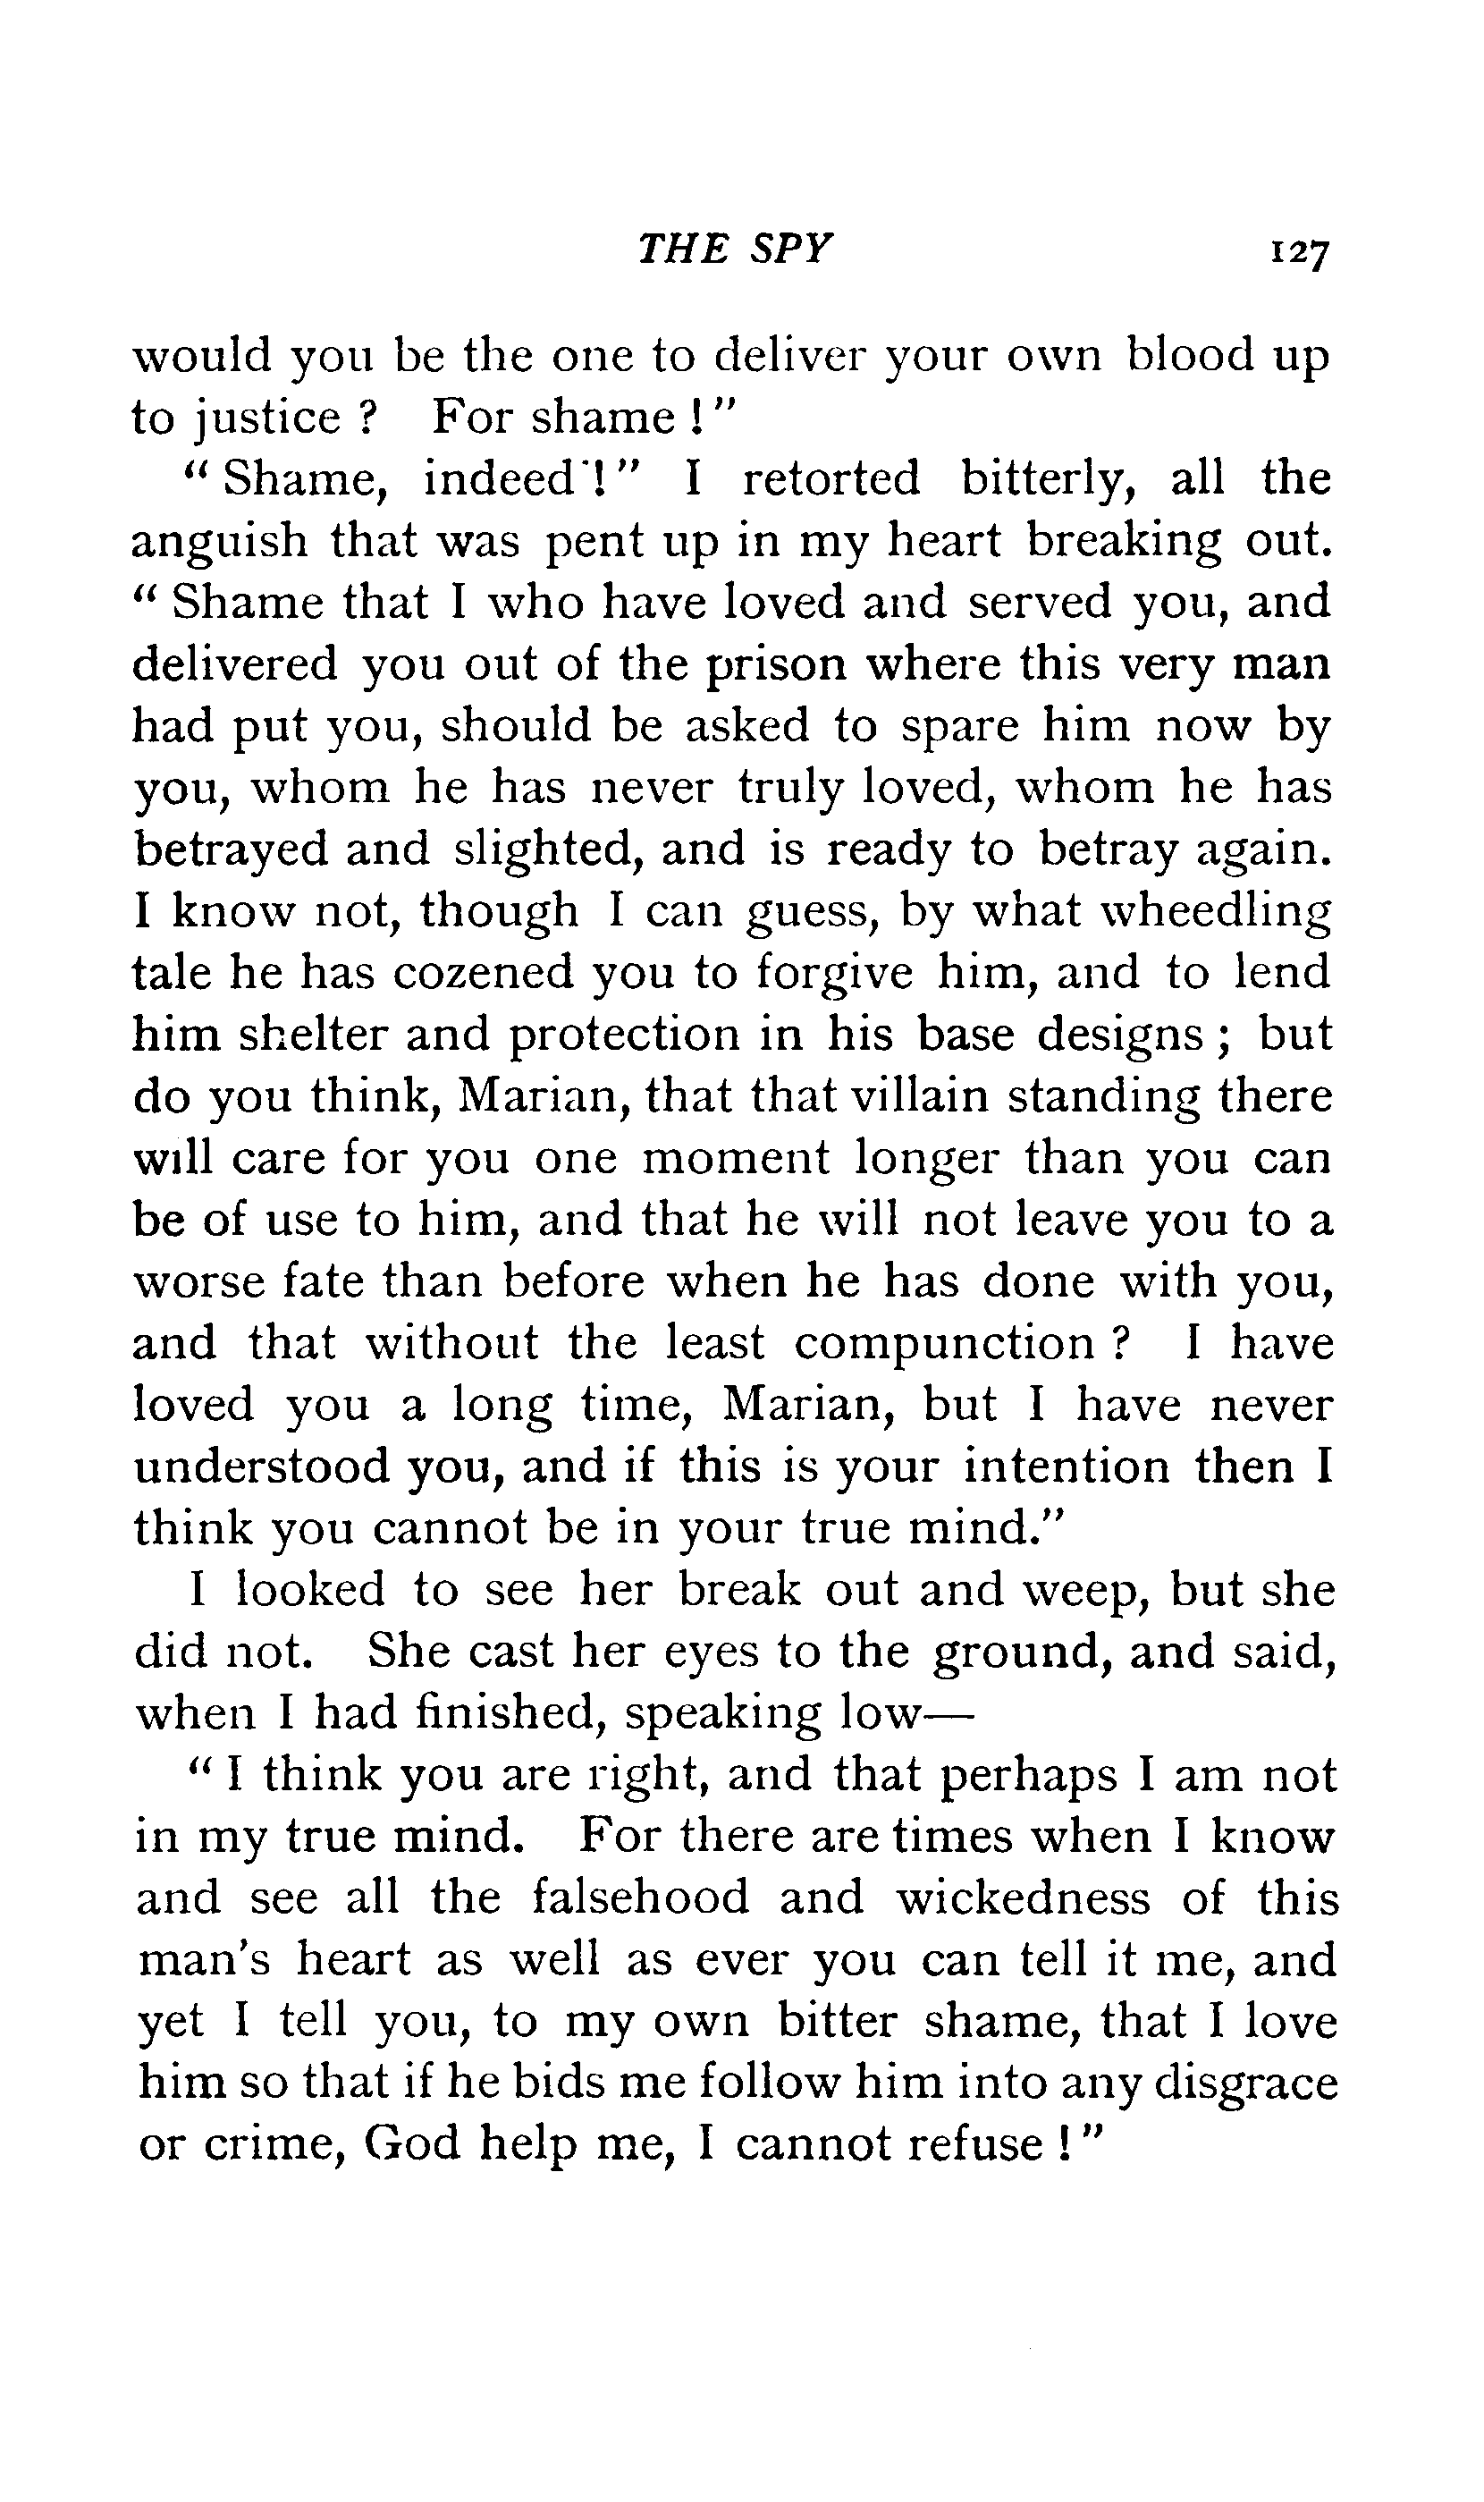 THE SPY 127
would you be the one to deliver your own blood up
to justice ? For shame ! "
" Shame, indeed ! " I retorted bitterly, all the
anguish that was pent up in my heart breaking out.
" Shame that I who have loved and served you, and
delivered you out of the prison where this very man
had put you, should be asked to spare him now by
you, whom he has never truly loved, whom he has
betrayed and slighted, and is ready to betray again.
I know not, though I can guess, by what wheedling
tale he has cozened you to forgive him, and to lend
him shelter and protection in his base designs ; but
do you think, Marian, that that villain standing there
will care for you one moment longer than you can
be of use to him, and that he will not leave you to a
worse fate than before when he has done with you,
and that without the least compunction ? I have
loved you a long time, Marian, but I have never
understood you, and if this is your intention then I
think you cannot be in your true mind."
I looked to see her break out and weep, but she
did not. She cast her eyes to the ground, and said,
when I had finished, speaking low—
" I think you are right, and that perhaps I am not
in my true mind. For there are times when I know
and see all the falsehood and wickedness of this
man's heart as well as ever you can tell it me, and
yet I tell you, to my own bitter shame, that I love
him so that if he bids me follow him into any disgrace
or crime, God help me, I cannot refuse ! "